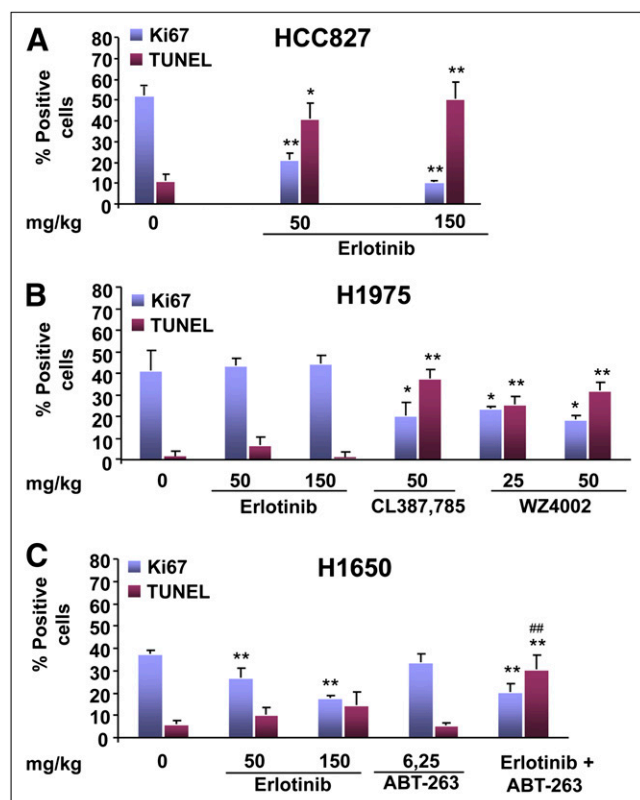 A
HCC827
Ki67
TUNEL
% Positive
cells
80
70
60
50
40
30
20
10
0
**
*
**
**
mg/kg
0
50
150
Erlotinib
B
H1975
Ki67
TUNEL
% Positive
cells
80
70
60
50
40
30
20
10
0
*
**
*
**
*
**
mg/kg
0
50
150
50
25
50
Erlotinib
CL387,785
WZ4002
C
H1650
Ki67
TUNEL
% Positive
cells
80
70
60
50
40
30
20
10
0
**
**
**
##
**
mg/kg
0
50
150
6,25
Erlotinib +
ABT-263
Erlotinib
ABT-263